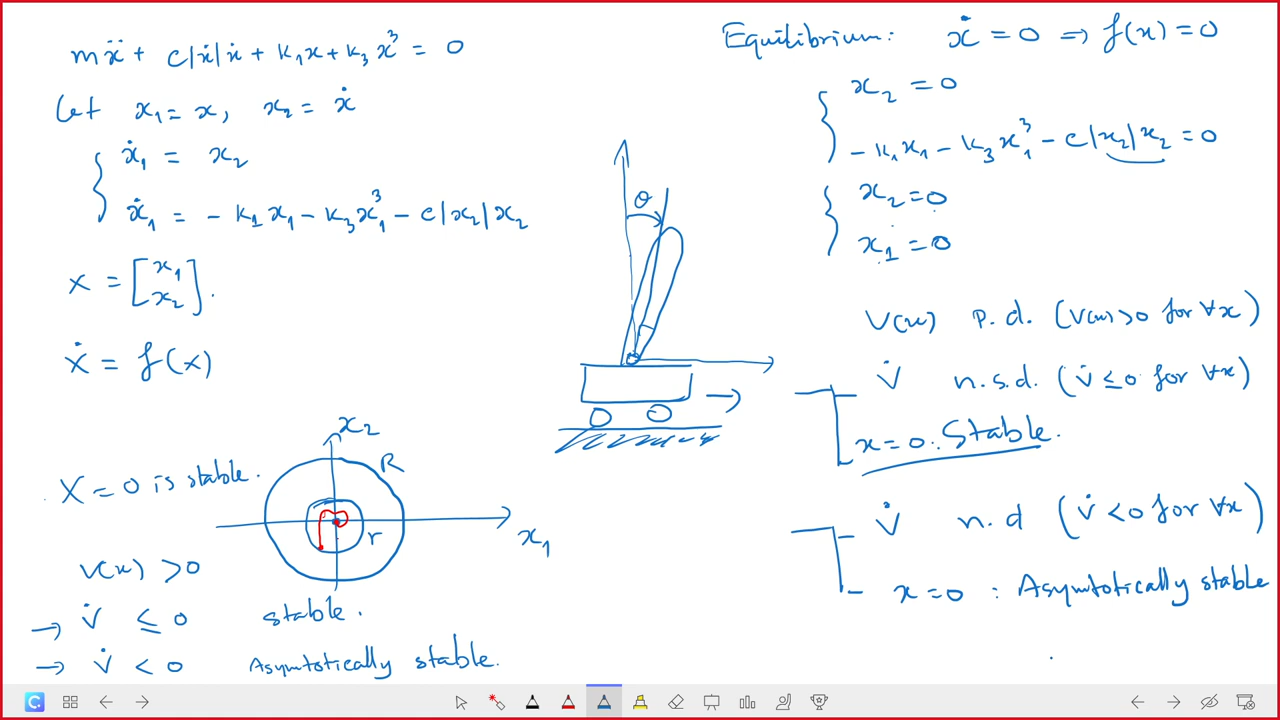 mẍ + c|ẋ|ẋ + k₁x + k₃x³ = 0
Let x₁ = x, x₂ = ẋ
ẋ₁ = x₂
ẋ₁ = - k₁x₁ - k₃x₁³ - c|x₂|x₂
X = [x₁ x₂].
Ẋ = f(x)
x₂
R
X = 0 is stable.
r
x₁
V(x) > 0
→ V̇ ≤ 0 stable.
→ V̇ < 0 Asymtotically stable.
θ
Equilibrium: ẋ = 0 ⇒ f(x) = 0
x₂ = 0
- k₁x₁ - k₃x₁³ - c|x₂|x₂ = 0
x₂ = 0
x₁ = 0
V(x) p.d. (V(x) > 0 for ∀x)
V̇ n.s.d. (V̇ ≤ 0 for ∀x)
x = 0 : Stable.
V̇ n.d (V̇ < 0 for ∀x)
x = 0 : Asymtotically stable